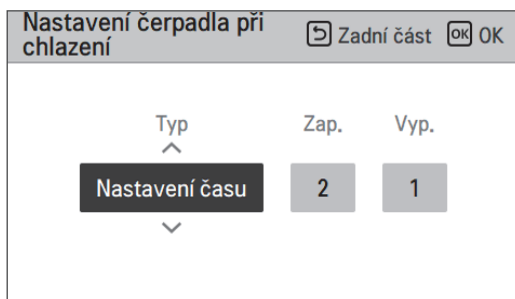 Nastavení čerpadla při
chlazení
Zadní část OK OK
Typ Zap. Vyp.
Nastavení času 2 1